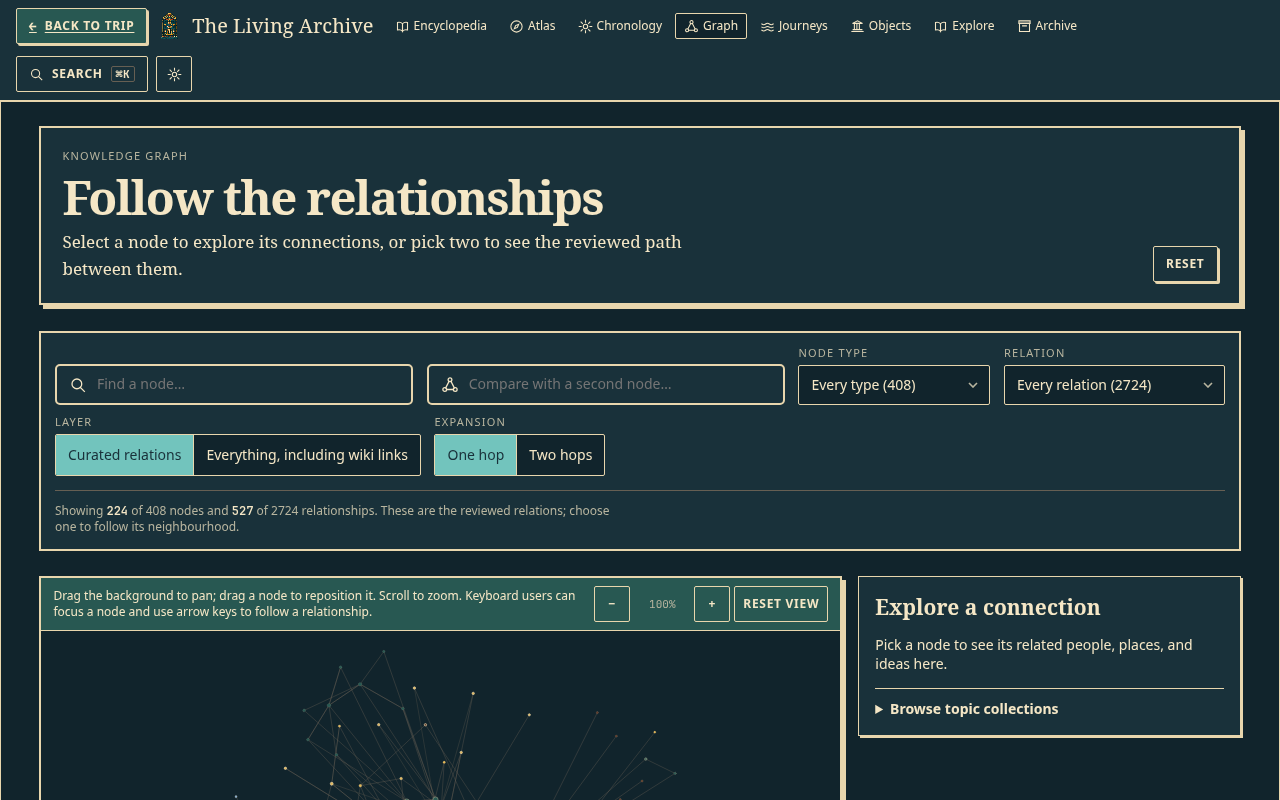 ← BACK TO TRIP
The Living Archive
Encyclopedia
Atlas
Chronology
Graph
Journeys
Objects
Explore
Archive
SEARCH ⌘K
KNOWLEDGE GRAPH
Follow the relationships
Select a node to explore its connections, or pick two to see the reviewed path
between them.
RESET
Find a node...
Compare with a second node...
NODE TYPE
Every type (408)
RELATION
Every relation (2724)
LAYER
Curated relations
Everything, including wiki links
EXPANSION
One hop
Two hops
Showing 224 of 408 nodes and 527 of 2724 relationships. These are the reviewed relations; choose
one to follow its neighbourhood.
Drag the background to pan; drag a node to reposition it. Scroll to zoom. Keyboard users can
focus a node and use arrow keys to follow a relationship.
−
100%
+
RESET VIEW
Explore a connection
Pick a node to see its related people, places, and
ideas here.
▶ Browse topic collections